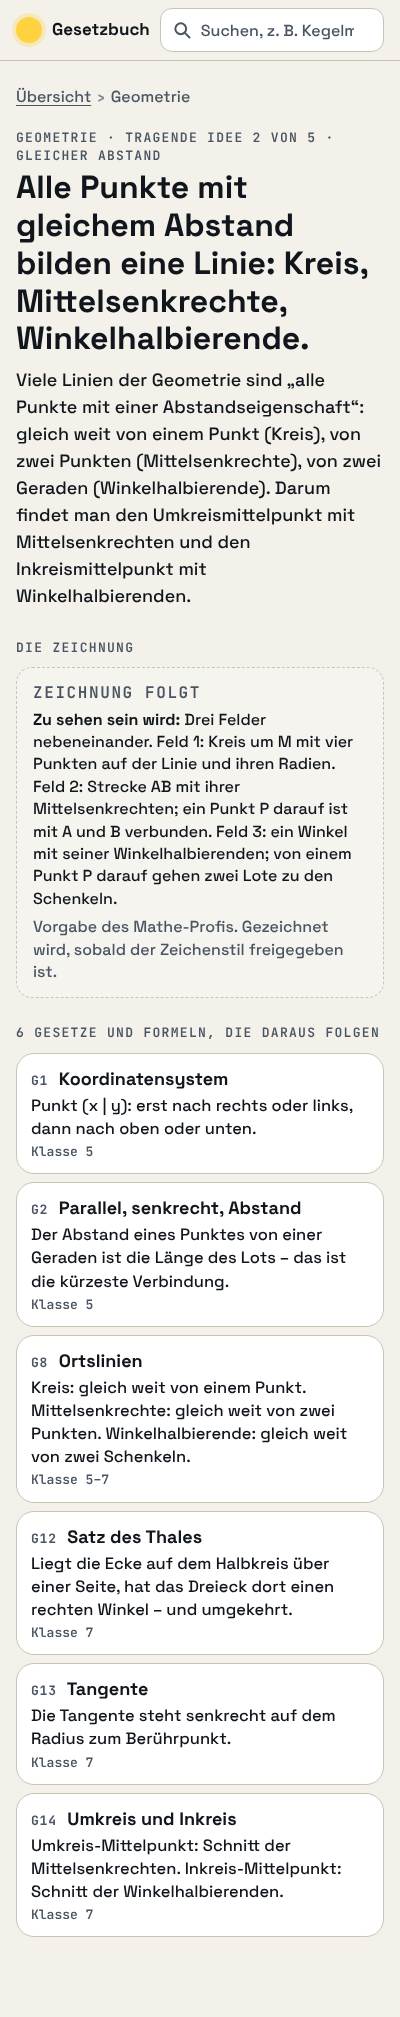 Gesetzbuch
Suchen, z. B. Kegelm
Übersicht > Geometrie
GEOMETRIE · TRAGENDE IDEE 2 VON 5 ·
GLEICHER ABSTAND
Alle Punkte mit
gleichem Abstand
bilden eine Linie: Kreis,
Mittelsenkrechte,
Winkelhalbierende.
Viele Linien der Geometrie sind „alle
Punkte mit einer Abstandseigenschaft“:
gleich weit von einem Punkt (Kreis), von
zwei Punkten (Mittelsenkrechte), von zwei
Geraden (Winkelhalbierende). Darum
findet man den Umkreismittelpunkt mit
Mittelsenkrechten und den
Inkreismittelpunkt mit
Winkelhalbierenden.
DIE ZEICHNUNG
ZEICHNUNG FOLGT
Zu sehen sein wird: Drei Felder
nebeneinander. Feld 1: Kreis um M mit vier
Punkten auf der Linie und ihren Radien.
Feld 2: Strecke AB mit ihrer
Mittelsenkrechten; ein Punkt P darauf ist
mit A und B verbunden. Feld 3: ein Winkel
mit seiner Winkelhalbierenden; von einem
Punkt P darauf gehen zwei Lote zu den
Schenkeln.
Vorgabe des Mathe-Profis. Gezeichnet
wird, sobald der Zeichenstil freigegeben
ist.
6 GESETZE UND FORMELN, DIE DARAUS FOLGEN
G1 Koordinatensystem
Punkt (x | y): erst nach rechts oder links,
dann nach oben oder unten.
Klasse 5
G2 Parallel, senkrecht, Abstand
Der Abstand eines Punktes von einer
Geraden ist die Länge des Lots – das ist
die kürzeste Verbindung.
Klasse 5
G8 Ortslinien
Kreis: gleich weit von einem Punkt.
Mittelsenkrechte: gleich weit von zwei
Punkten. Winkelhalbierende: gleich weit
von zwei Schenkeln.
Klasse 5–7
G12 Satz des Thales
Liegt die Ecke auf dem Halbkreis über
einer Seite, hat das Dreieck dort einen
rechten Winkel – und umgekehrt.
Klasse 7
G13 Tangente
Die Tangente steht senkrecht auf dem
Radius zum Berührpunkt.
Klasse 7
G14 Umkreis und Inkreis
Umkreis-Mittelpunkt: Schnitt der
Mittelsenkrechten. Inkreis-Mittelpunkt:
Schnitt der Winkelhalbierenden.
Klasse 7